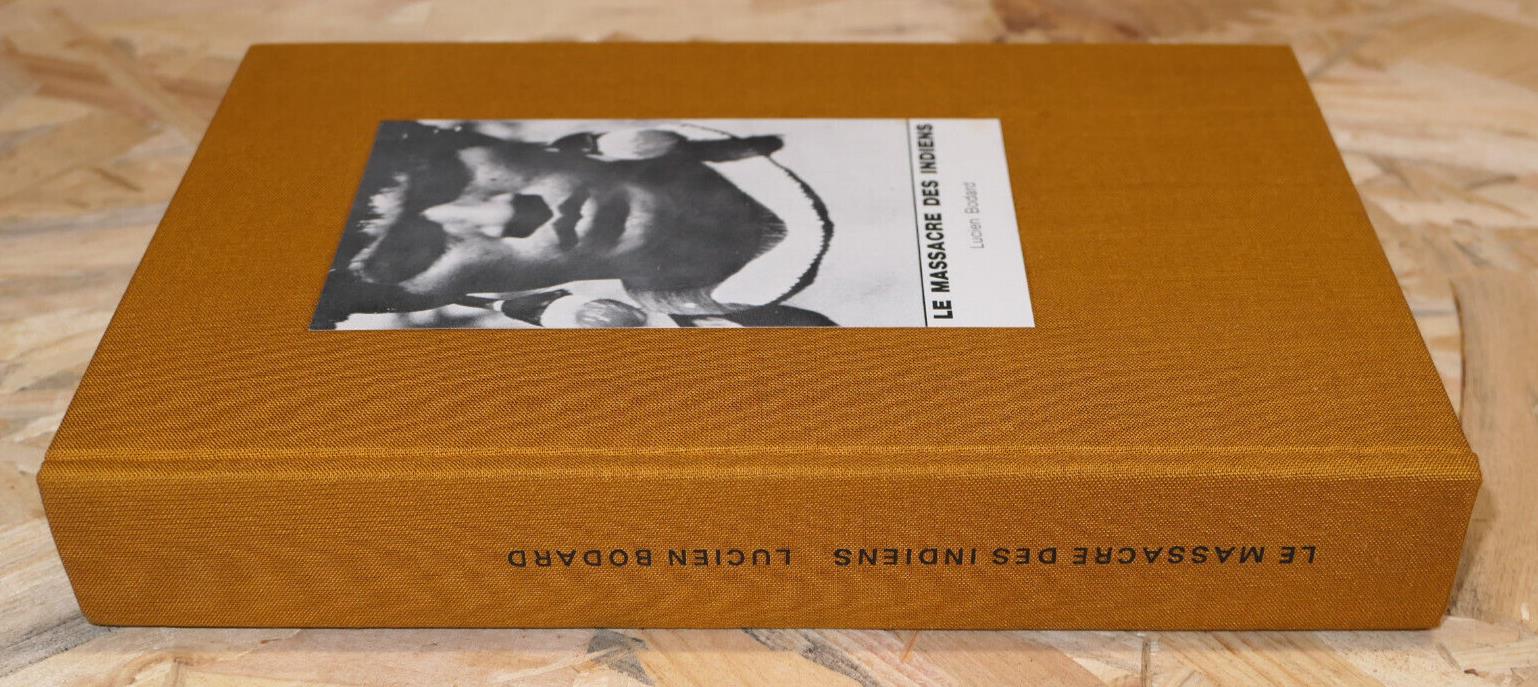 LE MASSACRE DES INDIENS
Lucien Bodard
LE MASSACRE DES INDIENS LUCIEN BODARD